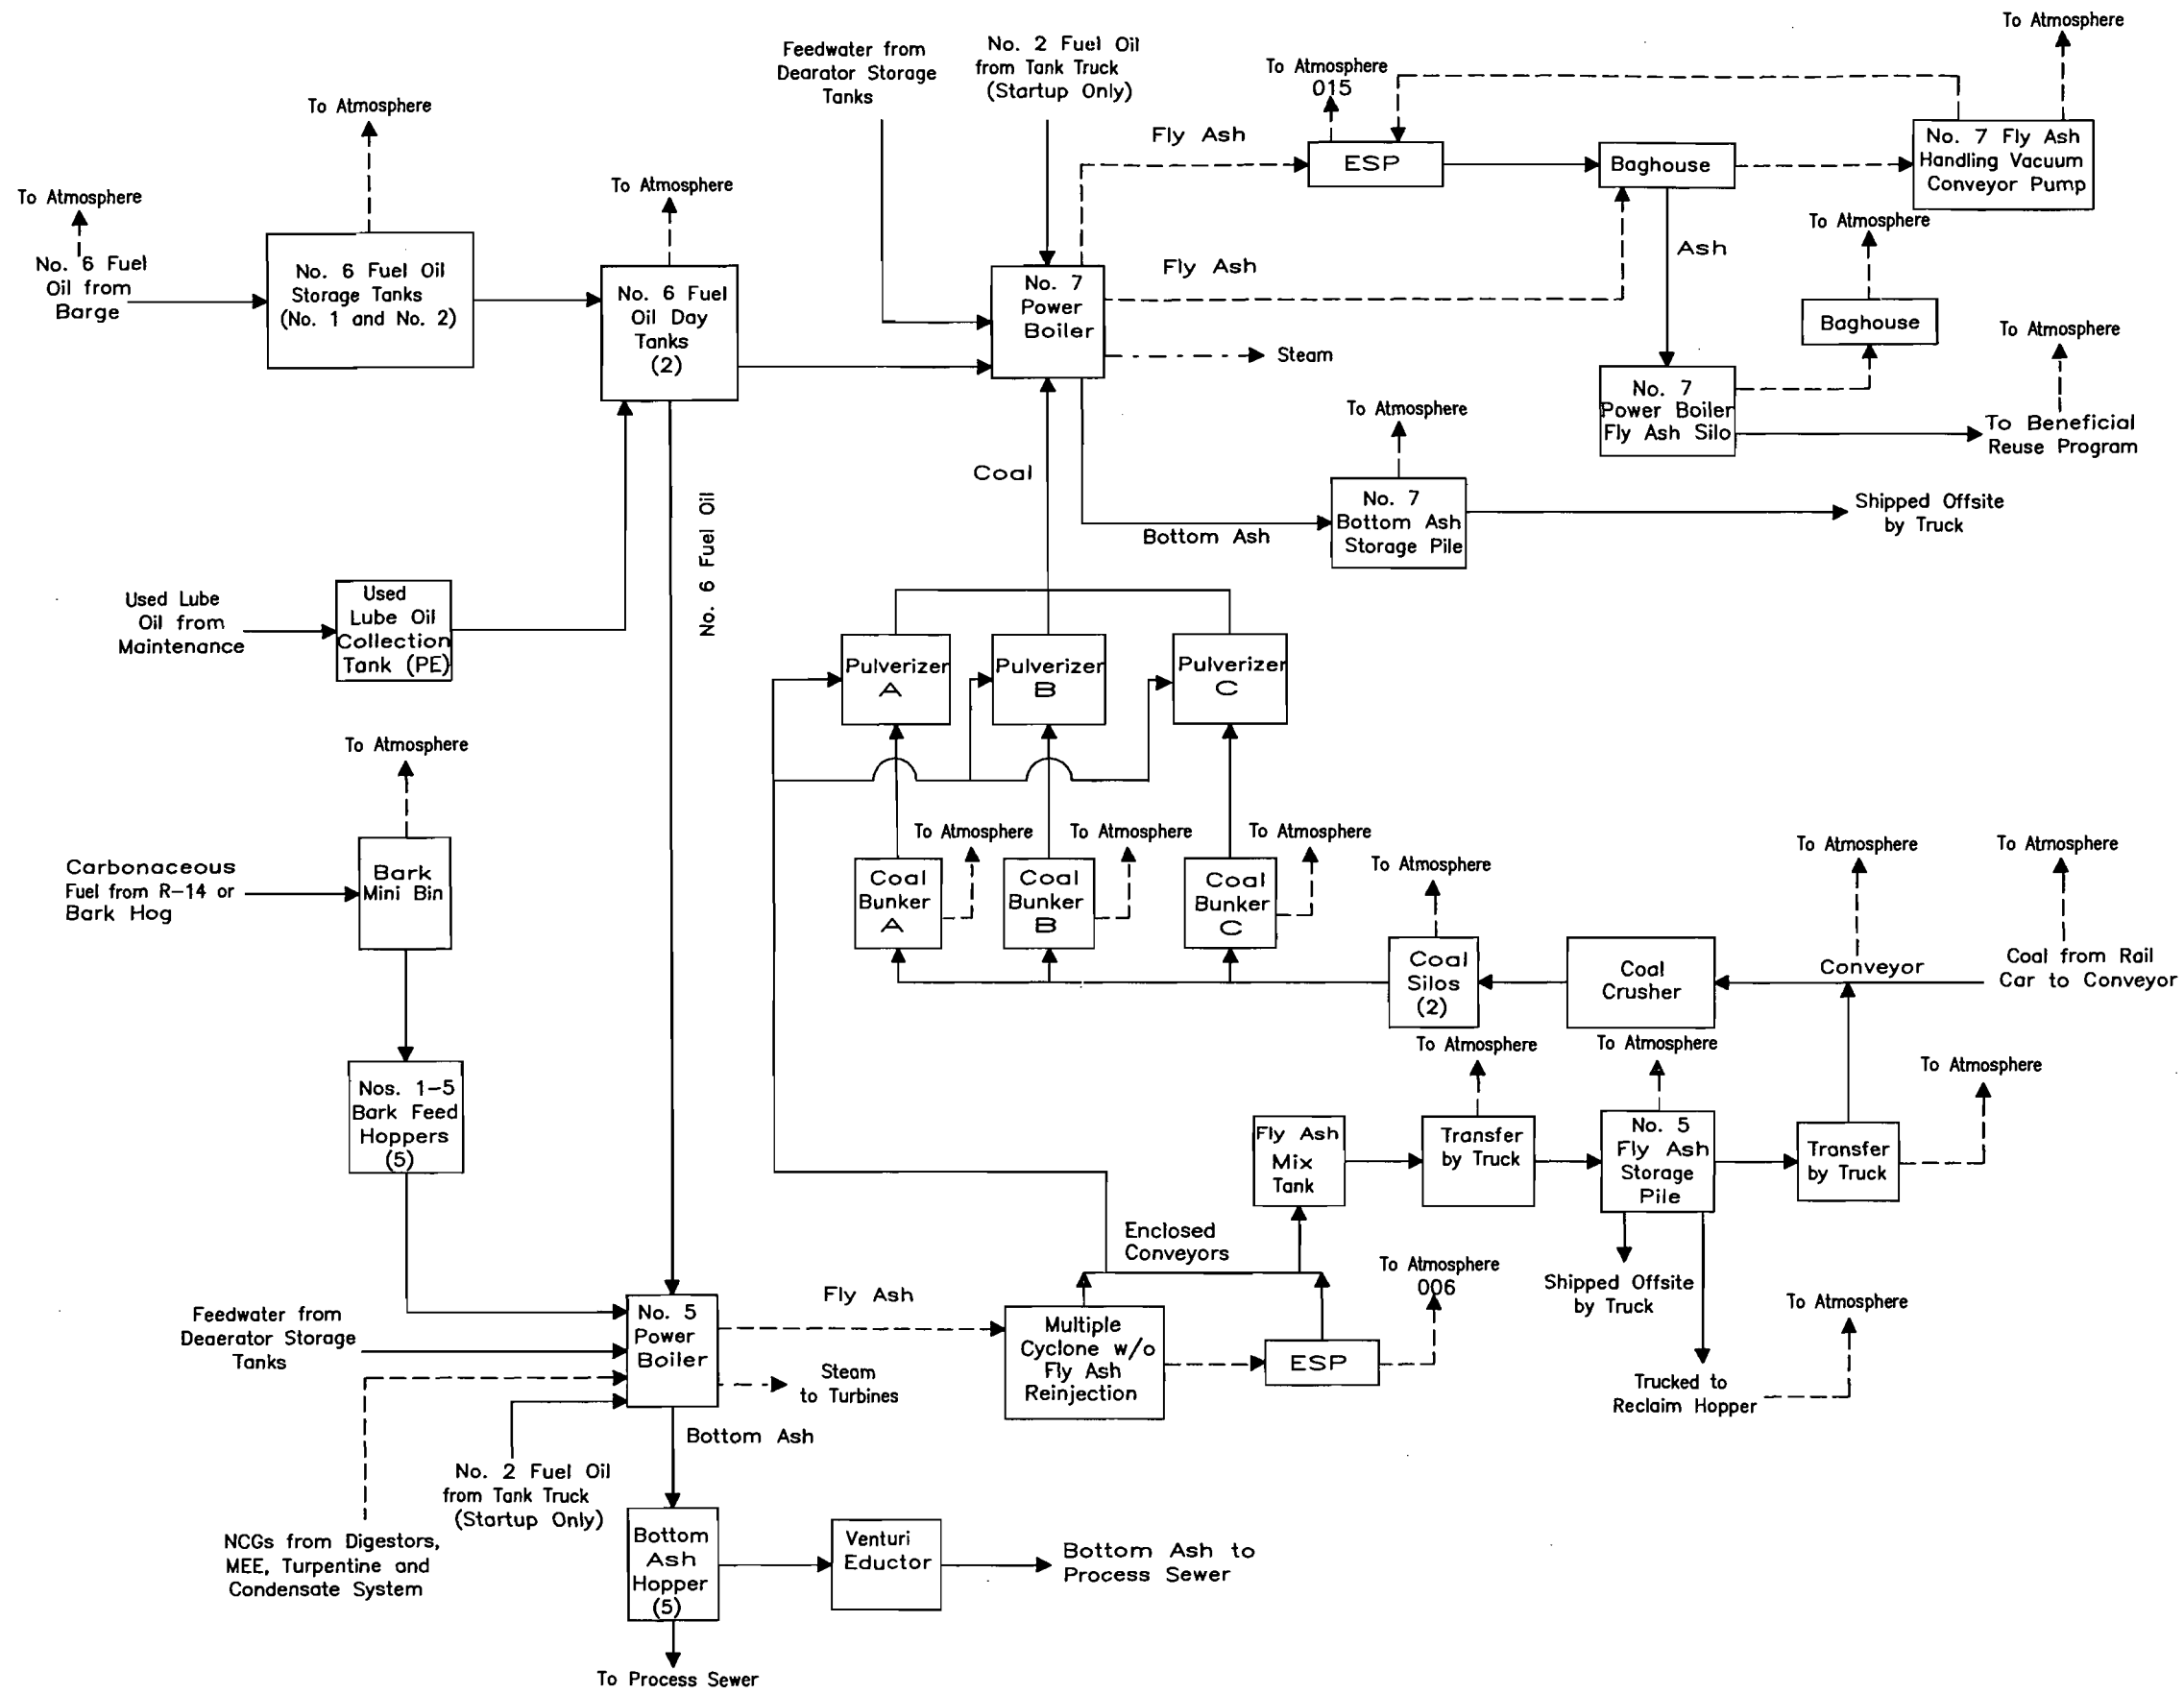 To Atmosphere
Feedwater from
Dearator Storage
Tanks
No. 2 Fuel Oil
from Tank Truck
(Startup Only)
To Atmosphere
015
To Atmosphere
To Atmosphere
No. 6 Fuel
Oil from
Barge
To Atmosphere
No. 6 Fuel Oil
Storage Tanks
(No. 1 and No. 2)
To Atmosphere
No. 6 Fuel
Oil Day
Tanks
(2)
Fly Ash
ESP
Baghouse
No. 7 Fly Ash
Handling Vacuum
Conveyor Pump
Fly Ash
No. 7
Power
Boiler
Steam
Ash
To Atmosphere
Baghouse
No. 7
Power Boiler
Fly Ash Silo
To Atmosphere
To Beneficial
Reuse Program
Coal
To Atmosphere
No. 7
Bottom Ash
Storage Pile
Bottom Ash
Shipped Offsite
by Truck
No. 6 Fuel Oil
Used Lube
Oil from
Maintenance
Used
Lube Oil
Collection
Tank (PE)
Pulverizer
A
Pulverizer
B
Pulverizer
C
To Atmosphere
Carbonaceous
Fuel from R-14 or
Bark Hog
Bark
Mini Bin
To Atmosphere
To Atmosphere
To Atmosphere
Coal
Bunker
A
Coal
Bunker
B
Coal
Bunker
C
To Atmosphere
Coal
Silos
(2)
Coal
Crusher
To Atmosphere
Conveyor
To Atmosphere
Coal from Rail
Car to Conveyor
Nos. 1-5
Bark Feed
Hoppers
(5)
Fly Ash
Mix
Tank
To Atmosphere
Transfer
by Truck
To Atmosphere
No. 5
Fly Ash
Storage
Pile
Transfer
by Truck
To Atmosphere
Enclosed
Conveyors
Shipped Offsite
by Truck
Trucked to
Reclaim Hopper
To Atmosphere
Feedwater from
Deaerator Storage
Tanks
No. 5
Power
Boiler
Fly Ash
Steam
to Turbines
Multiple
Cyclone w/o
Fly Ash
Reinjection
ESP
To Atmosphere
006
Bottom Ash
No. 2 Fuel Oil
from Tank Truck
(Startup Only)
NCGs from Digestors,
MEE, Turpentine and
Condensate System
Bottom
Ash
Hopper
(5)
Venturi
Eductor
Bottom Ash to
Process Sewer
To Process Sewer